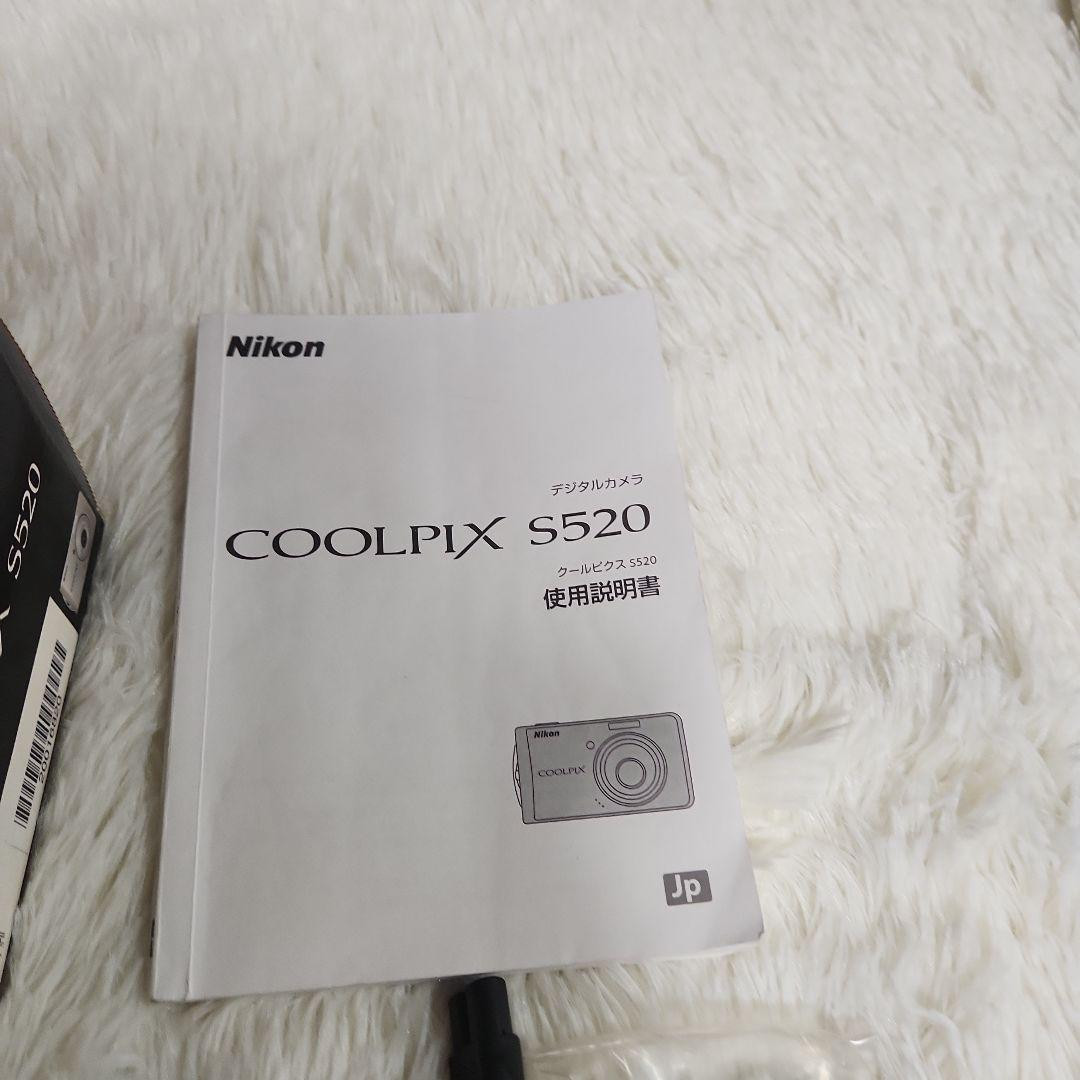 Nikon
デジタルカメラ
COOLPIX S520
クールピクス S520
使用説明書
Nikon
COOLPIX
Jp
S520
20016820